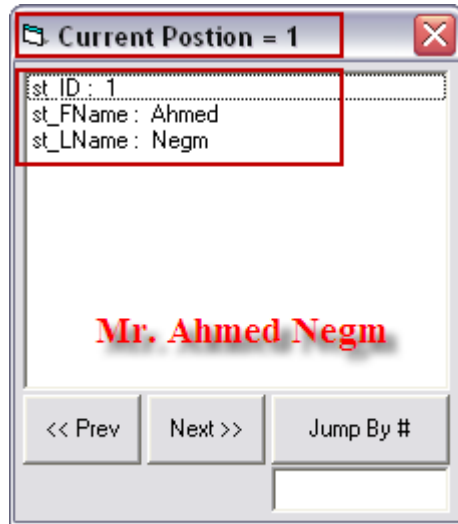 Current Postion = 1
st_ID : 1
st_FName : Ahmed
st_LName : Negm
Mr. Ahmed Negm
<< Prev
Next >>
Jump By #